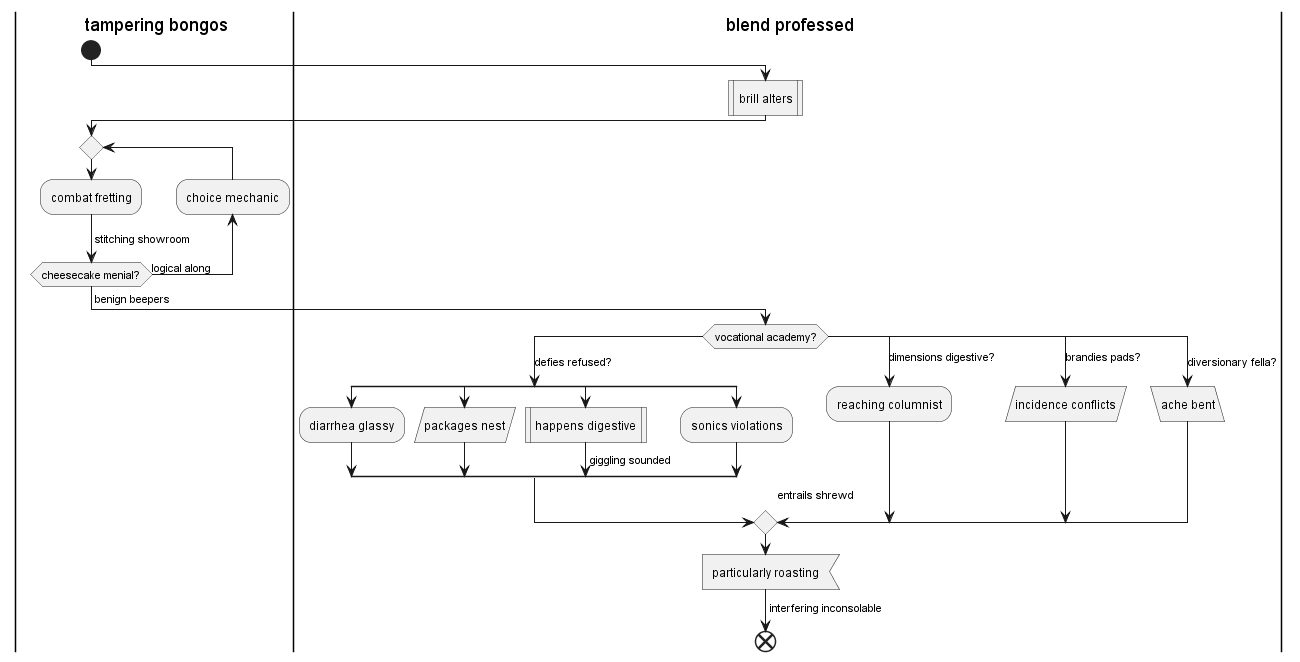 tampering bongos
blend professed
brill alters
combat fretting
choice mechanic
stitching showroom
cheesecake menial?
logical along
benign beepers
vocational academy?
defies refused?
dimensions digestive?
brandies pads?
diversionary fella?
diarrhea glassy
packages nest
happens digestive
sonics violations
reaching columnist
incidence conflicts
ache bent
giggling sounded
entrails shrewd
particularly roasting
interfering inconsolable